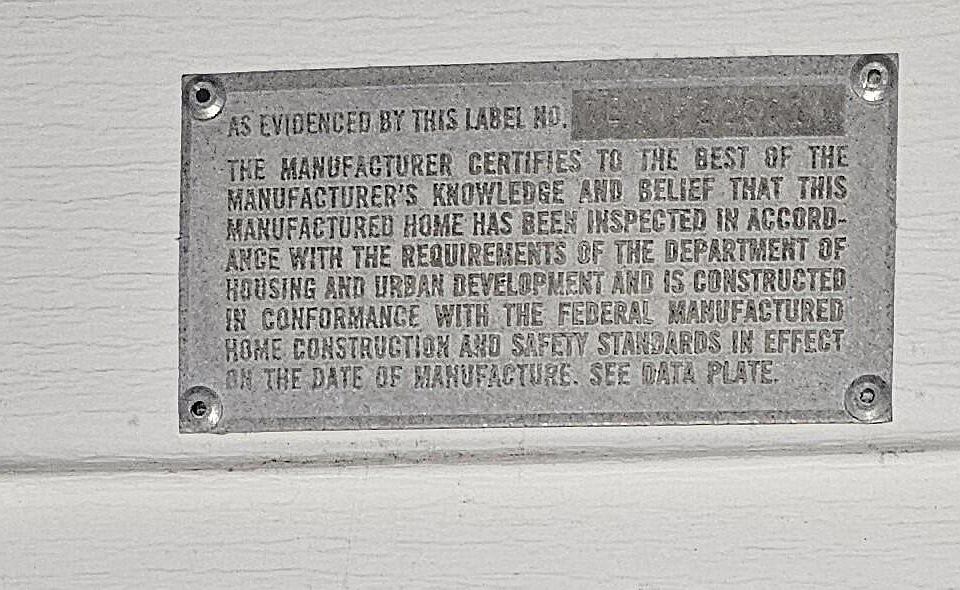 AS EVIDENCED BY THIS LABEL NO.
THE MANUFACTURER CERTIFIES TO THE BEST OF THE
MANUFACTURER'S KNOWLEDGE AND BELIEF THAT THIS
MANUFACTURED HOME HAS BEEN INSPECTED IN ACCORD-
ANCE WITH THE REQUIREMENTS OF THE DEPARTMENT OF
HOUSING AND URBAN DEVELOPMENT AND IS CONSTRUCTED
IN CONFORMANCE WITH THE FEDERAL MANUFACTURED
HOME CONSTRUCTION AND SAFETY STANDARDS IN EFFECT
ON THE DATE OF MANUFACTURE. SEE DATA PLATE.